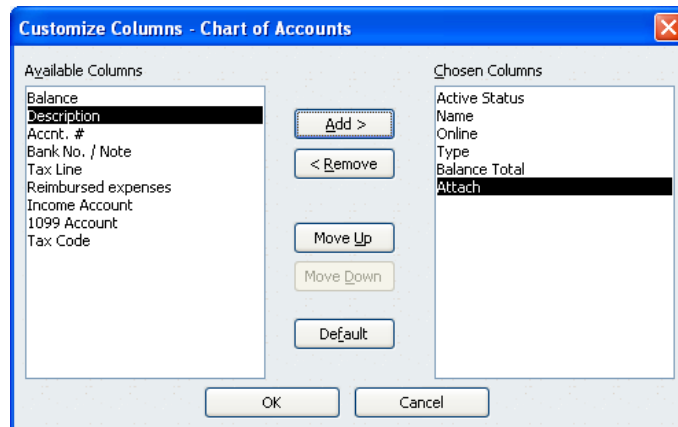 Customize Columns - Chart of Accounts
Available Columns
Balance
Description
Accnt. #
Bank No. / Note
Tax Line
Reimbursed expenses
Income Account
1099 Account
Tax Code
Add >
< Remove
Move Up
Move Down
Default
Chosen Columns
Active Status
Name
Online
Type
Balance Total
Attach
OK
Cancel